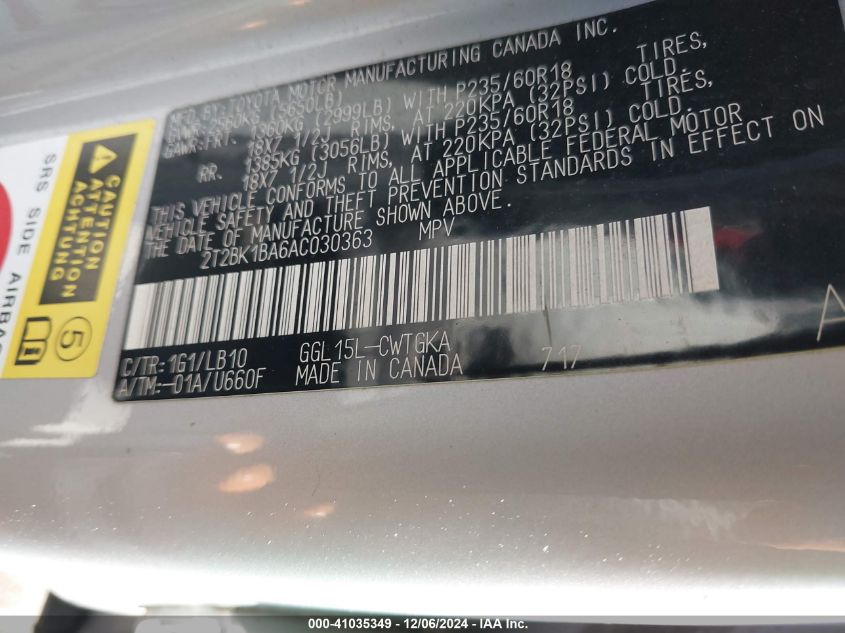 MFD.BY:TOYOTA MOTOR MANUFACTURING CANADA INC.
GVWR:2560KG (5650LB)
GAWR:FRT. 1360KG (2999LB) WITH P235/60R18 TIRES,
18X7 1/2J RIMS, AT 220KPA (32PSI) COLD.
RR. 1385KG (3056LB) WITH P235/60R18 TIRES,
18X7 1/2J RIMS, AT 220KPA (32PSI) COLD.
THIS VEHICLE CONFORMS TO ALL APPLICABLE FEDERAL MOTOR
VEHICLE SAFETY AND THEFT PREVENTION STANDARDS IN EFFECT ON
THE DATE OF MANUFACTURE SHOWN ABOVE.
2T2BK1BA6AC030363 MPV
C/TR:1G1/LB10 GGL15L-CWTGKA
A/TM:-01A/U660F MADE IN CANADA 717
A
SRS SIDE AIRBAG
CAUTION
ATTENTION
ACHTUNG
5
000-41035349 - 12/06/2024 - IAA Inc.